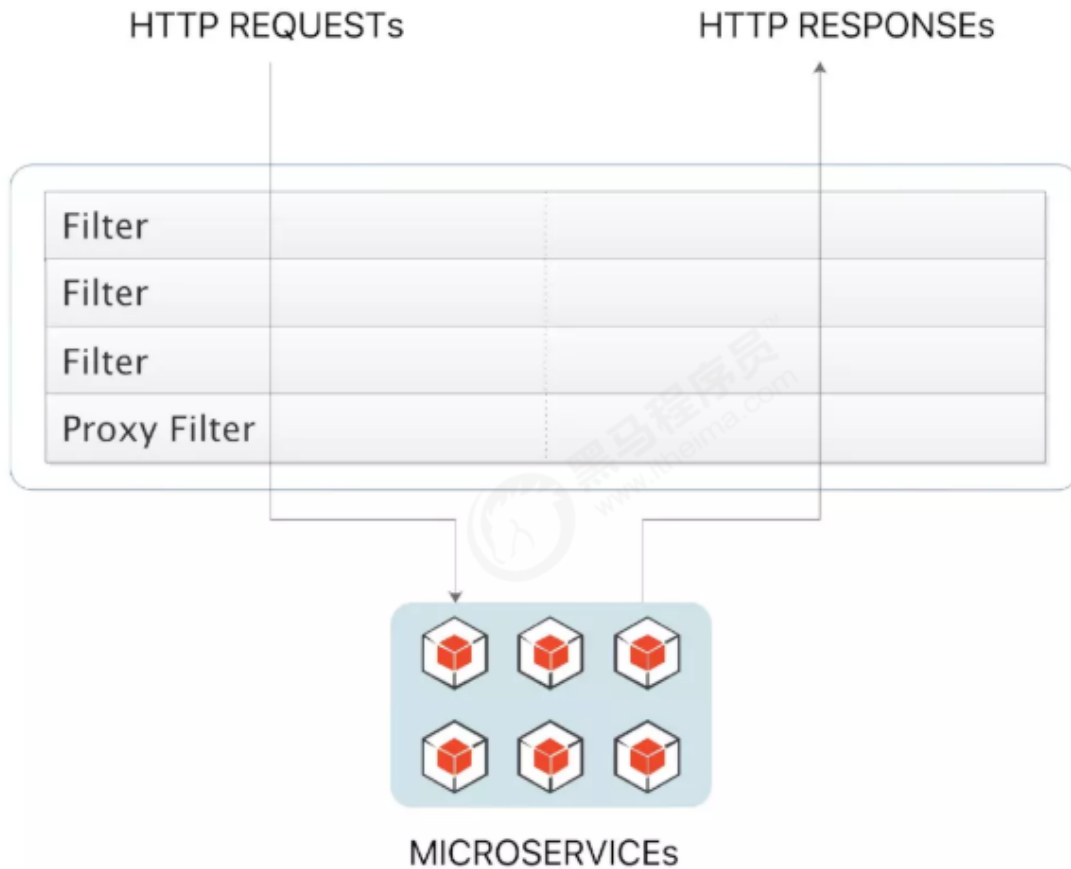 HTTP REQUESTs
HTTP RESPONSEs
Filter
Filter
Filter
Proxy Filter
黑马程序员
www.itheima.com
MICROSERVICEs